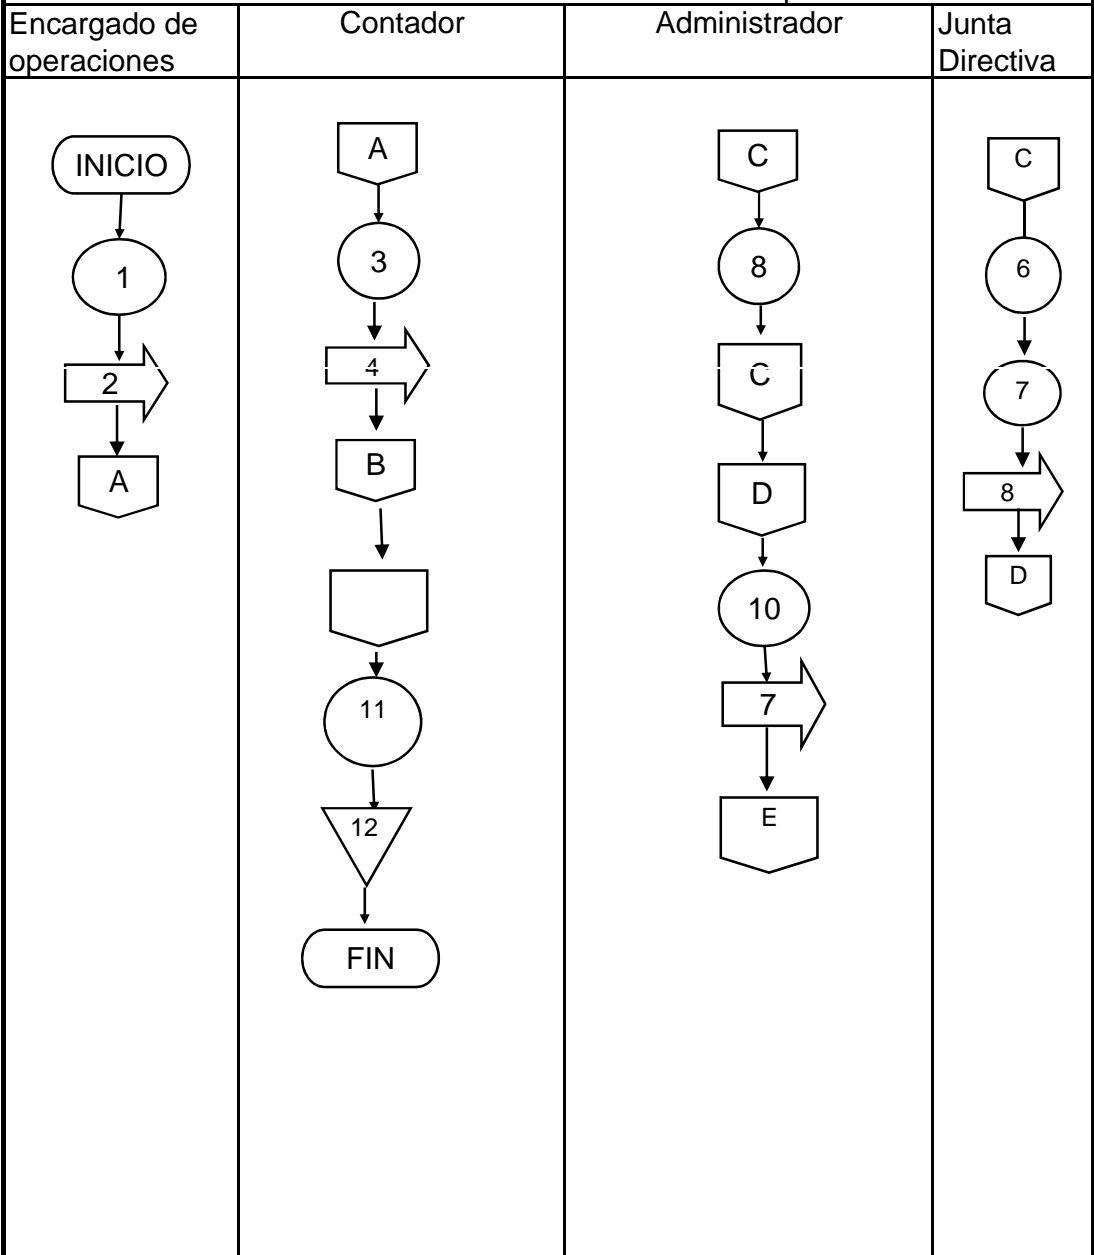 Encargado de
operaciones
Contador
Administrador
Junta
Directiva
INICIO
1
2
A
A
3
4
B
11
12
FIN
C
8
C
D
10
7
E
C
6
7
8
D